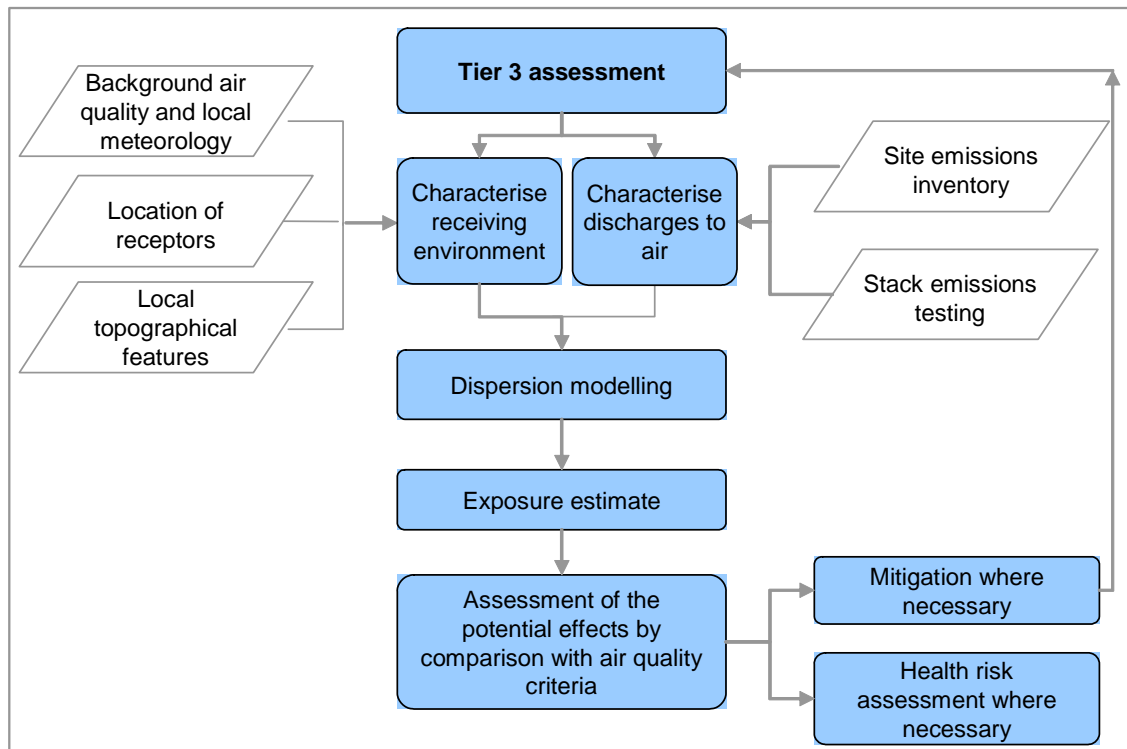 Tier 3 assessment
Background air
quality and local
meteorology
Location of
receptors
Local
topographical
features
Characterise
receiving
environment
Characterise
discharges to
air
Site emissions
inventory
Stack emissions
testing
Dispersion modelling
Exposure estimate
Assessment of the
potential effects by
comparison with air quality
criteria
Mitigation where
necessary
Health risk
assessment where
necessary